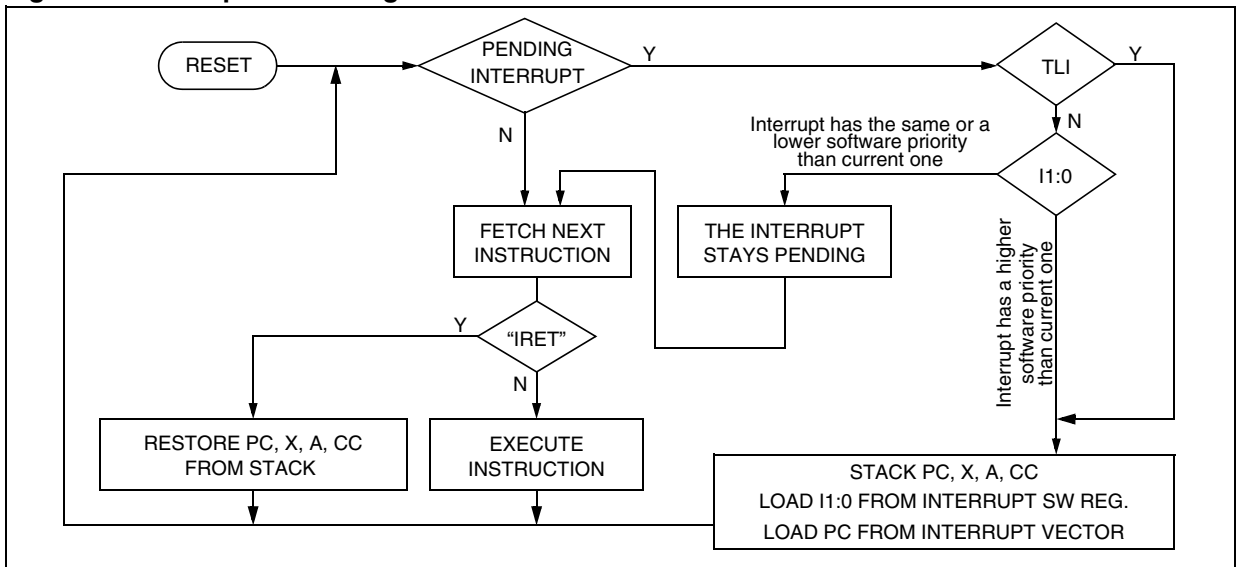 RESET
PENDING
INTERRUPT
Y
TLI
Y
N
N
Interrupt has the same or a
lower software priority
than current one
I1:0
FETCH NEXT
INSTRUCTION
THE INTERRUPT
STAYS PENDING
Interrupt has a higher
software priority
than current one
Y
“IRET”
N
RESTORE PC, X, A, CC
FROM STACK
EXECUTE
INSTRUCTION
STACK PC, X, A, CC
LOAD I1:0 FROM INTERRUPT SW REG.
LOAD PC FROM INTERRUPT VECTOR